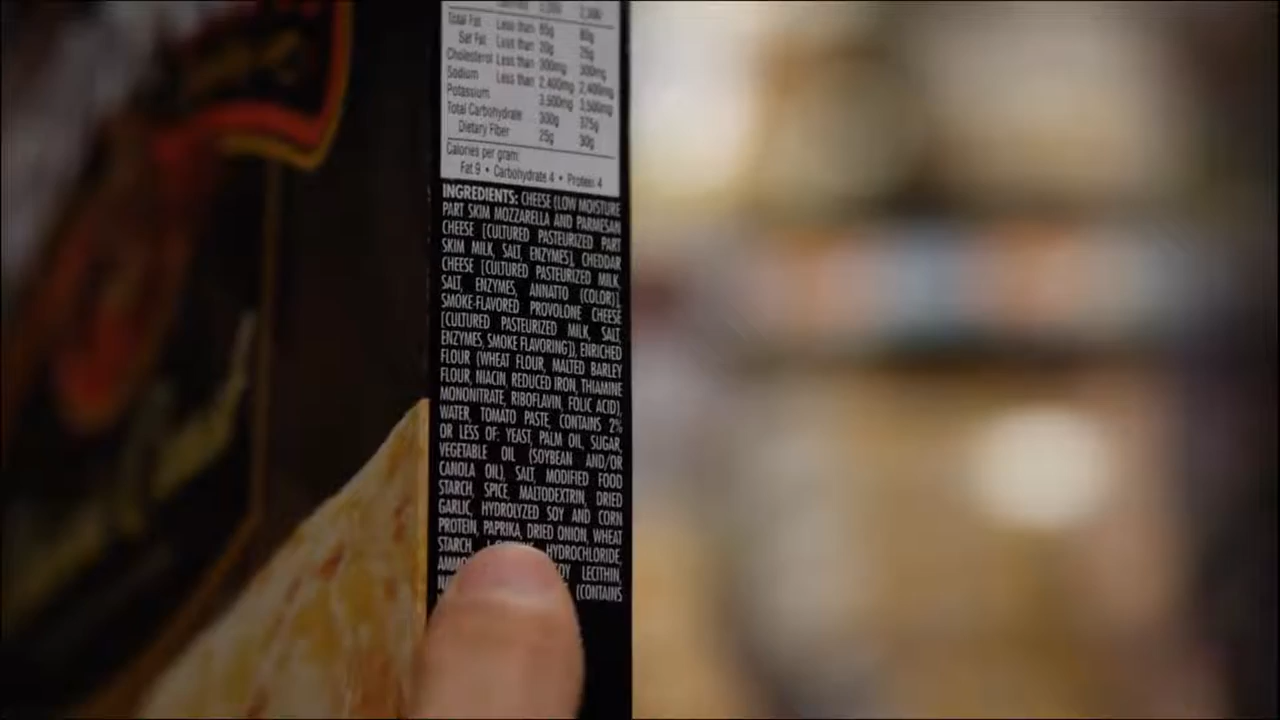 2,000 2,500
Total Fat Less than 65g 80g
Sat Fat Less than 20g 25g
Cholesterol Less than 300mg 300mg
Sodium Less than 2,400mg 2,400mg
Potassium 3,500mg 3,500mg
Total Carbohydrate 300g 375g
Dietary Fiber 25g 30g
Calories per gram:
Fat 9 • Carbohydrate 4 • Protein 4
INGREDIENTS: CHEESE (LOW MOISTURE
PART SKIM MOZZARELLA AND PARMESAN
CHEESE [CULTURED PASTEURIZED PART
SKIM MILK, SALT, ENZYMES], CHEDDAR
CHEESE [CULTURED PASTEURIZED MILK,
SALT, ENZYMES, ANNATTO (COLOR)],
SMOKE-FLAVORED PROVOLONE CHEESE
[CULTURED PASTEURIZED MILK, SALT,
ENZYMES, SMOKE FLAVORING]), ENRICHED
FLOUR (WHEAT FLOUR, MALTED BARLEY
FLOUR, NIACIN, REDUCED IRON, THIAMINE
MONONITRATE, RIBOFLAVIN, FOLIC ACID),
WATER, TOMATO PASTE, CONTAINS 2%
OR LESS OF: YEAST, PALM OIL, SUGAR,
VEGETABLE OIL (SOYBEAN AND/OR
CANOLA OIL), SALT, MODIFIED FOOD
STARCH, SPICE, MALTODEXTRIN, DRIED
GARLIC, HYDROLYZED SOY AND CORN
PROTEIN, PAPRIKA, DRIED ONION, WHEAT
STARCH, HYDROCHLORIDE,
LECITHIN,
(CONTAINS